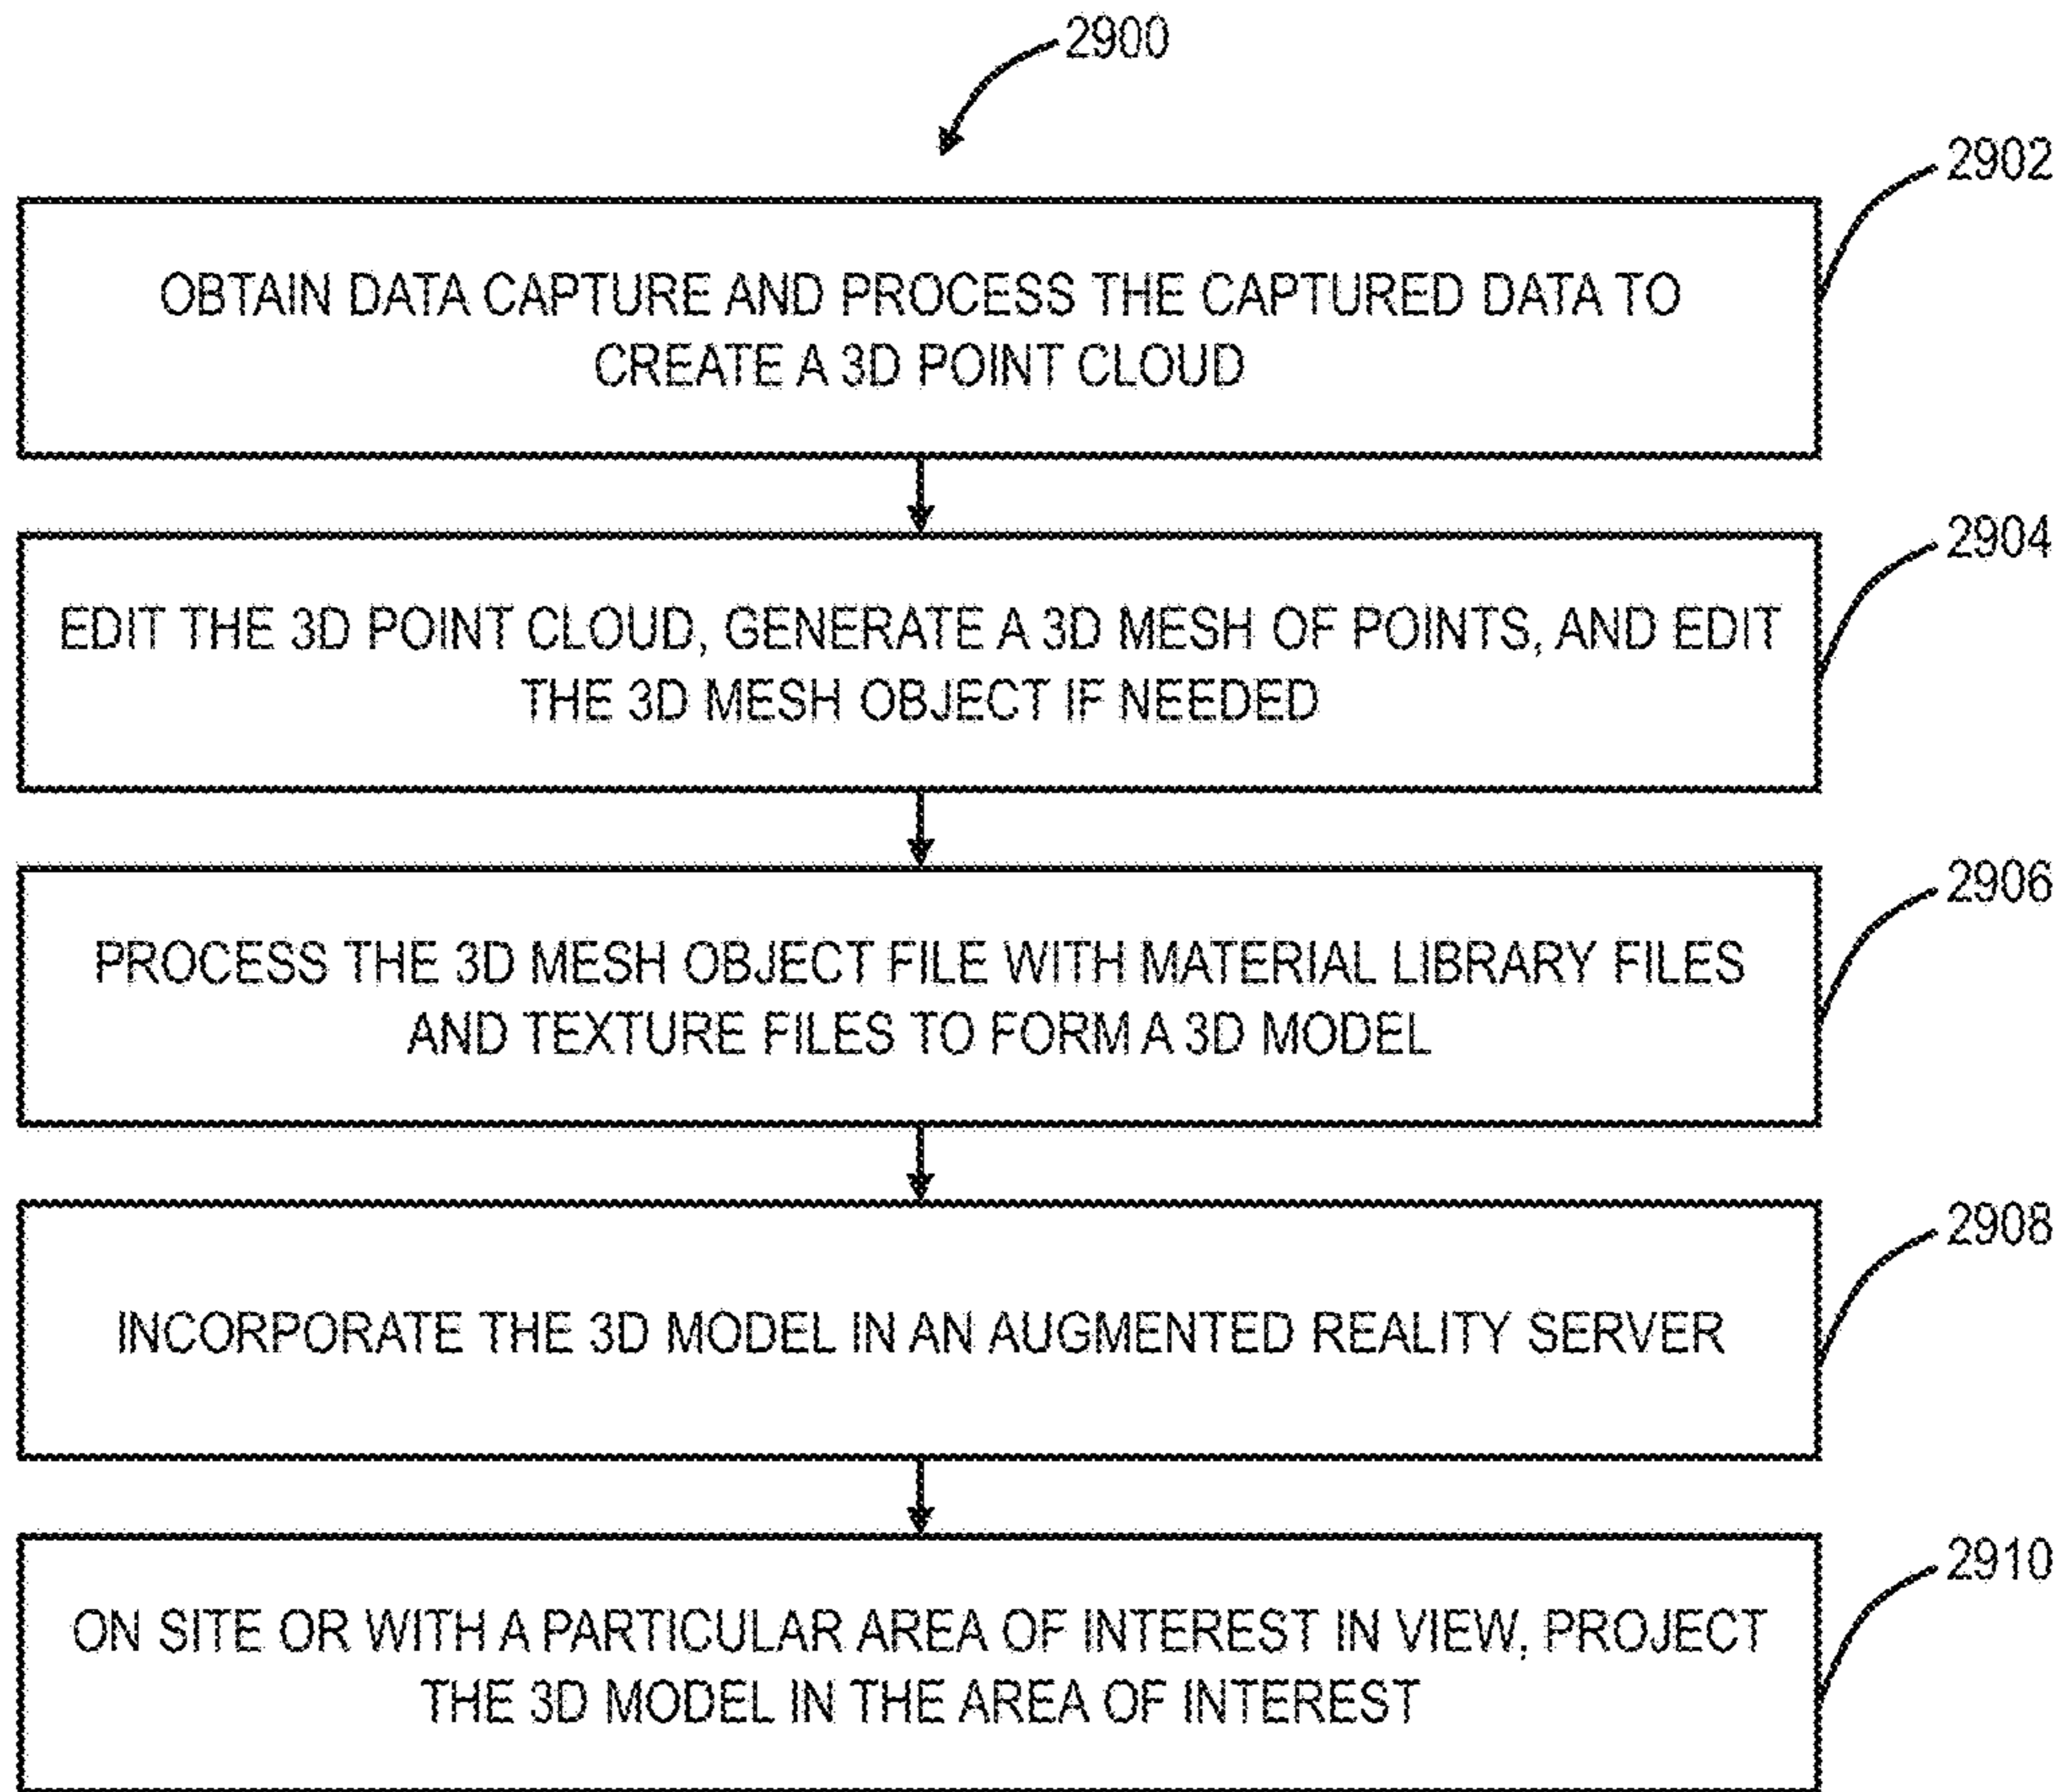 2900
2902
OBTAIN DATA CAPTURE AND PROCESS THE CAPTURED DATA TO
CREATE A 3D POINT CLOUD
2904
EDIT THE 3D POINT CLOUD, GENERATE A 3D MESH OF POINTS, AND EDIT
THE 3D MESH OBJECT IF NEEDED
2906
PROCESS THE 3D MESH OBJECT FILE WITH MATERIAL LIBRARY FILES
AND TEXTURE FILES TO FORM A 3D MODEL
2908
INCORPORATE THE 3D MODEL IN AN AUGMENTED REALITY SERVER
2910
ON SITE OR WITH A PARTICULAR AREA OF INTEREST IN VIEW, PROJECT
THE 3D MODEL IN THE AREA OF INTEREST